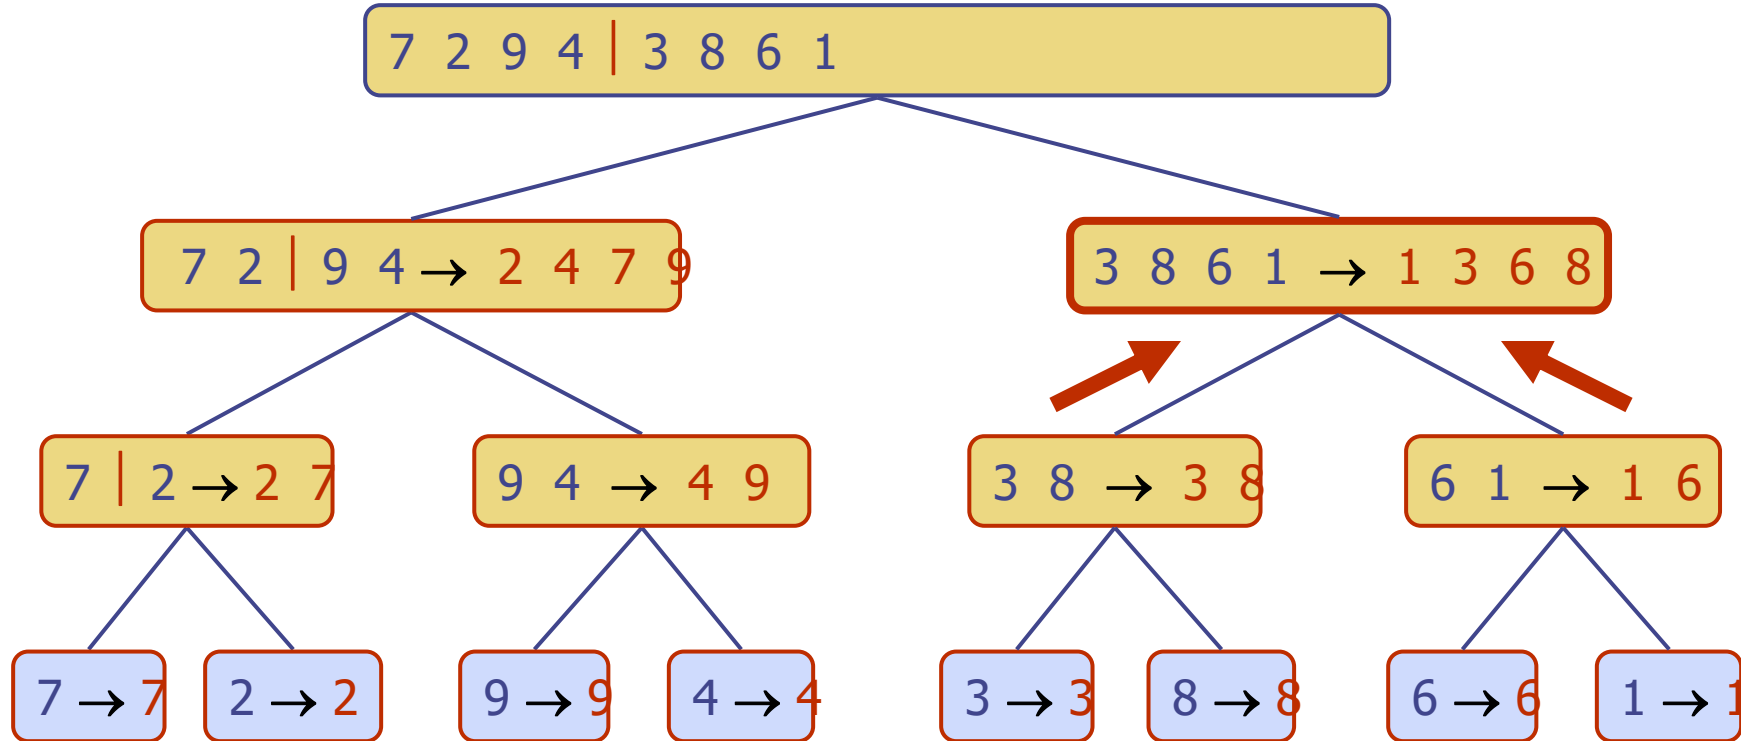 7 2 9 4 | 3 8 6 1
7 2 | 9 4 → 2 4 7 9
3 8 6 1 → 1 3 6 8
7 | 2 → 2 7
9 4 → 4 9
3 8 → 3 8
6 1 → 1 6
7 → 7
2 → 2
9 → 9
4 → 4
3 → 3
8 → 8
6 → 6
1 → 1